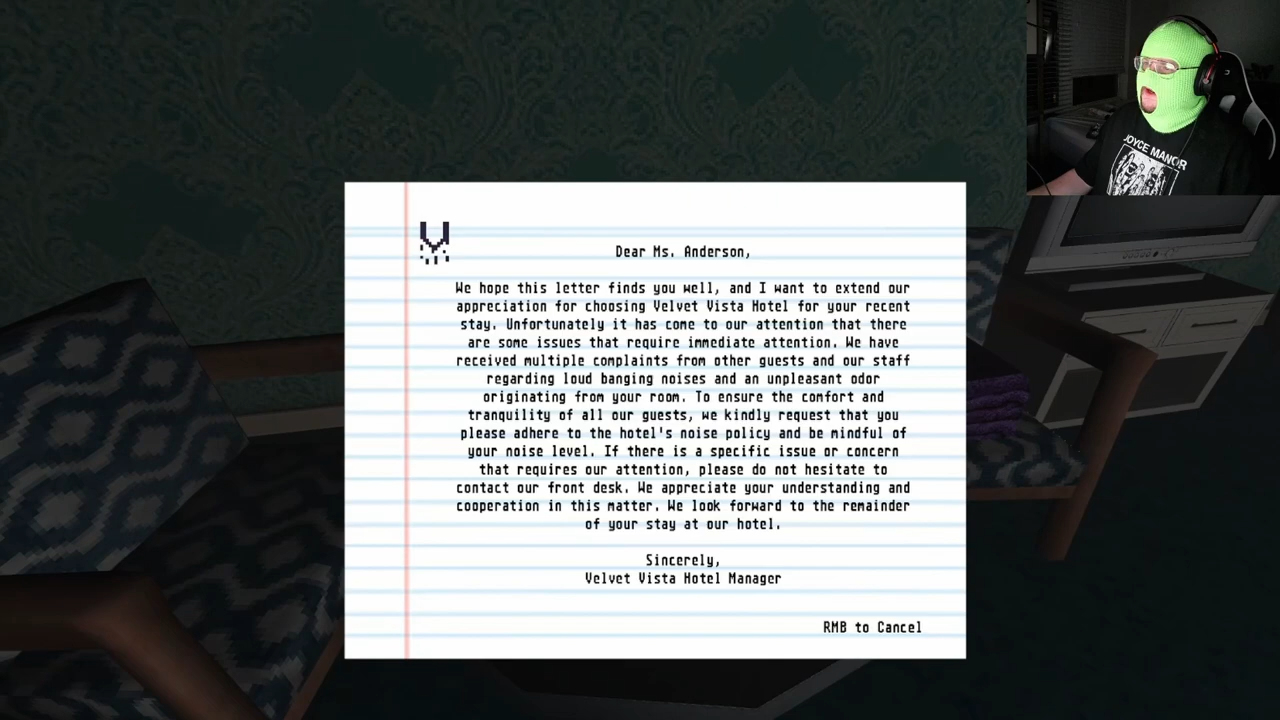 JOYCE MANOR
Dear Ms. Anderson,
We hope this letter finds you well, and I want to extend our
appreciation for choosing Velvet Vista Hotel for your recent
stay. Unfortunately it has come to our attention that there
are some issues that require immediate attention. We have
received multiple complaints from other guests and our staff
regarding loud banging noises and an unpleasant odor
originating from your room. To ensure the comfort and
tranquility of all our guests, we kindly request that you
please adhere to the hotel's noise policy and be mindful of
your noise level. If there is a specific issue or concern
that requires our attention, please do not hesitate to
contact our front desk. We appreciate your understanding and
cooperation in this matter. We look forward to the remainder
of your stay at our hotel.
Sincerely,
Velvet Vista Hotel Manager
RMB to Cancel